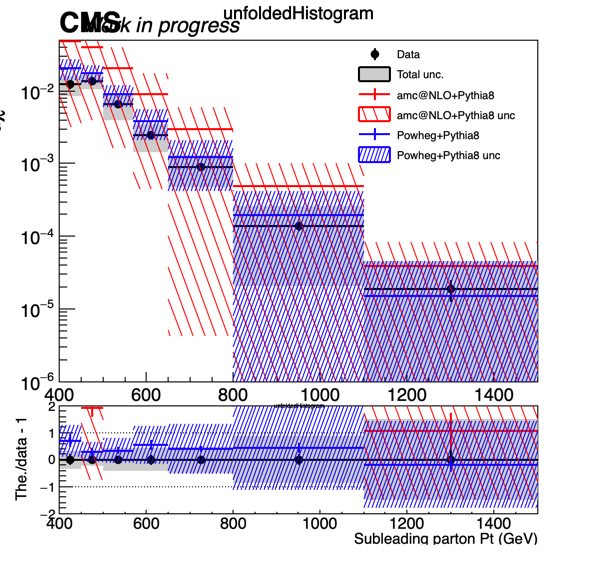 unfoldedHistogram
CMS Work in progress
Data
Total unc.
amc@NLO+Pythia8
amc@NLO+Pythia8 unc
Powheg+Pythia8
Powheg+Pythia8 unc
10−2
10−3
10−4
10−5
10−6
400 600 800 1000 1200 1400
unfoldedHistogram
The./data - 1
2
1
0
−1
−2
400 600 800 1000 1200 1400
Subleading parton Pt (GeV)